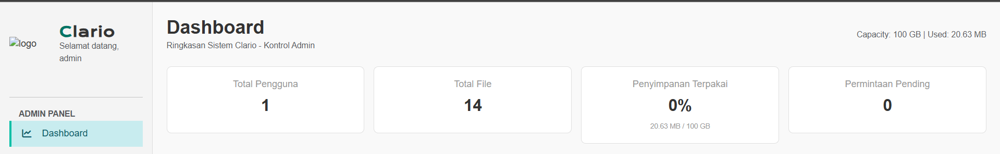 logo
Clario
Selamat datang,
admin
ADMIN PANEL
Dashboard
Dashboard
Ringkasan Sistem Clario - Kontrol Admin
Capacity: 100 GB | Used: 20.63 MB
Total Pengguna
1
Total File
14
Penyimpanan Terpakai
0%
20.63 MB / 100 GB
Permintaan Pending
0